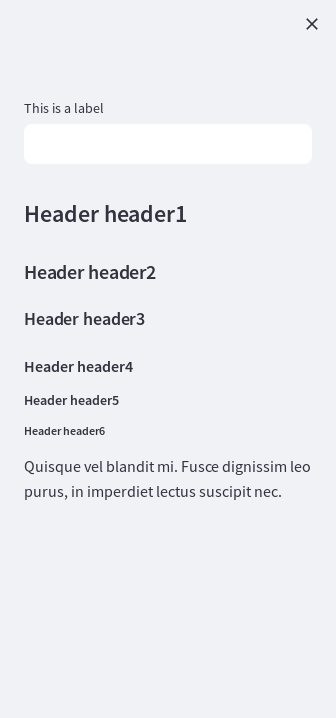 This is a label
Header header1
Header header2
Header header3
Header header4
Header header5
Header header6
Quisque vel blandit mi. Fusce dignissim leo
purus, in imperdiet lectus suscipit nec.